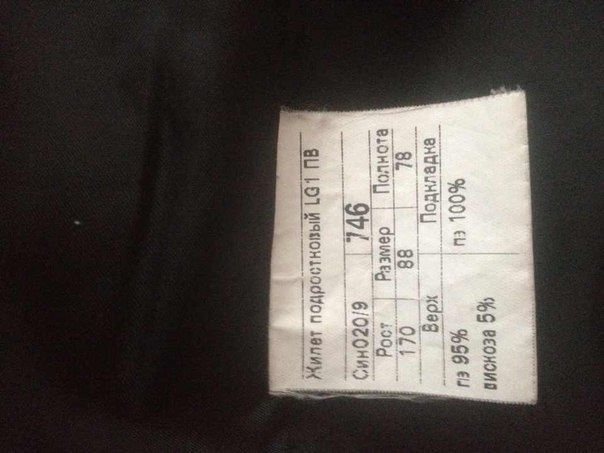 Жилет подростковый LG1 ПВ
Син020/9 746
Рост Размер Полнота
170 88 78
Верх Подкладка
пэ 95% пэ 100%
вискоза 5%